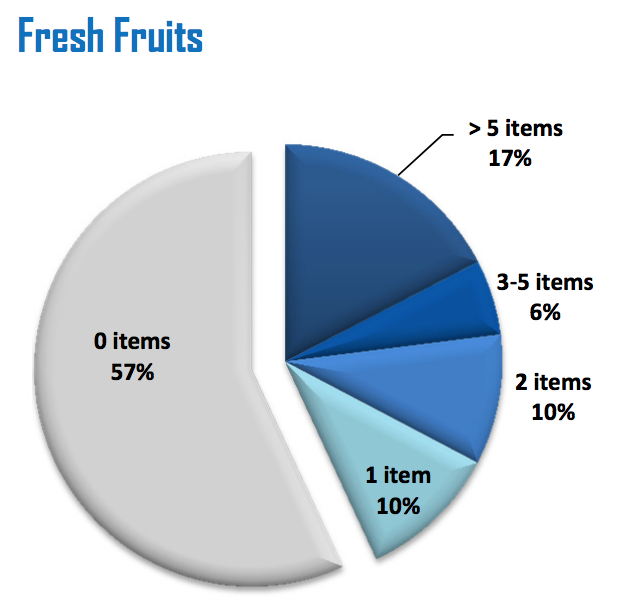 Fresh Fruits
> 5 items
17%
3-5 items
6%
0 items
57%
2 items
10%
1 item
10%